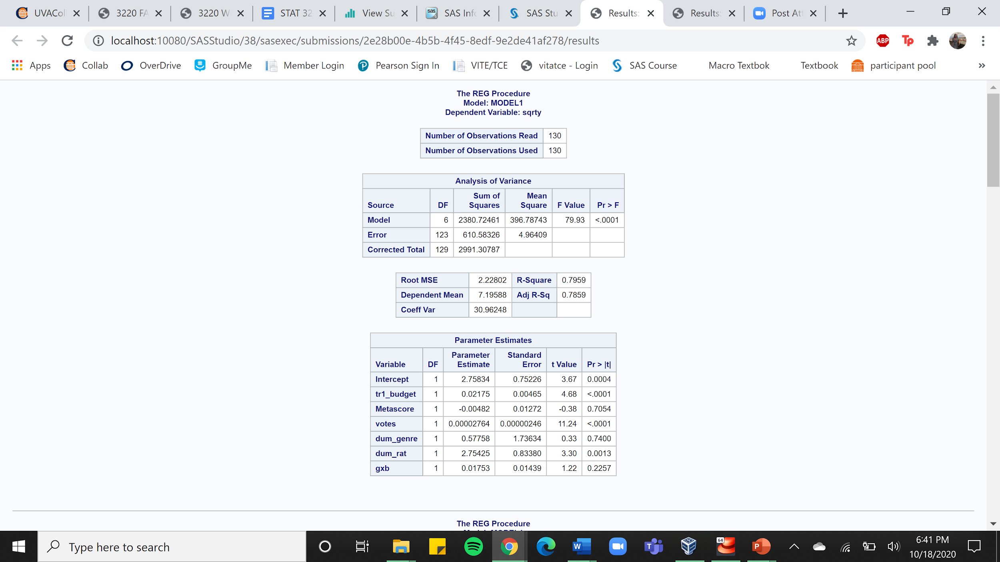 UVACol
3220 FA
3220 W
STAT 32
View Su
SAS Info
SAS Stu
Results:
Results:
Post Att
localhost:10080/SASStudio/38/sasexec/submissions/2e28b00e-4b5b-4f45-8edf-9e2de41af278/results
ABP
Tp
Apps
Collab
OverDrive
GroupMe
Member Login
Pearson Sign In
VITE/TCE
vitatce - Login
SAS Course
Macro Textbok
Textbook
participant pool
»
The REG Procedure
Model: MODEL1
Dependent Variable: sqrty
Number of Observations Read 130
Number of Observations Used 130
Analysis of Variance
Source DF Sum of Squares Mean Square F Value Pr > F
Model 6 2380.72461 396.78743 79.93 <.0001
Error 123 610.58326 4.96409
Corrected Total 129 2991.30787
Root MSE 2.22802 R-Square 0.7959
Dependent Mean 7.19588 Adj R-Sq 0.7859
Coeff Var 30.96248
Parameter Estimates
Variable DF Parameter Estimate Standard Error t Value Pr > |t|
Intercept 1 2.75834 0.75226 3.67 0.0004
tr1_budget 1 0.02175 0.00465 4.68 <.0001
Metascore 1 -0.00482 0.01272 -0.38 0.7054
votes 1 0.00002764 0.00000246 11.24 <.0001
dum_genre 1 0.57758 1.73634 0.33 0.7400
dum_rat 1 2.75425 0.83380 3.30 0.0013
gxb 1 0.01753 0.01439 1.22 0.2257
The REG Procedure
Type here to search
6:41 PM
10/18/2020